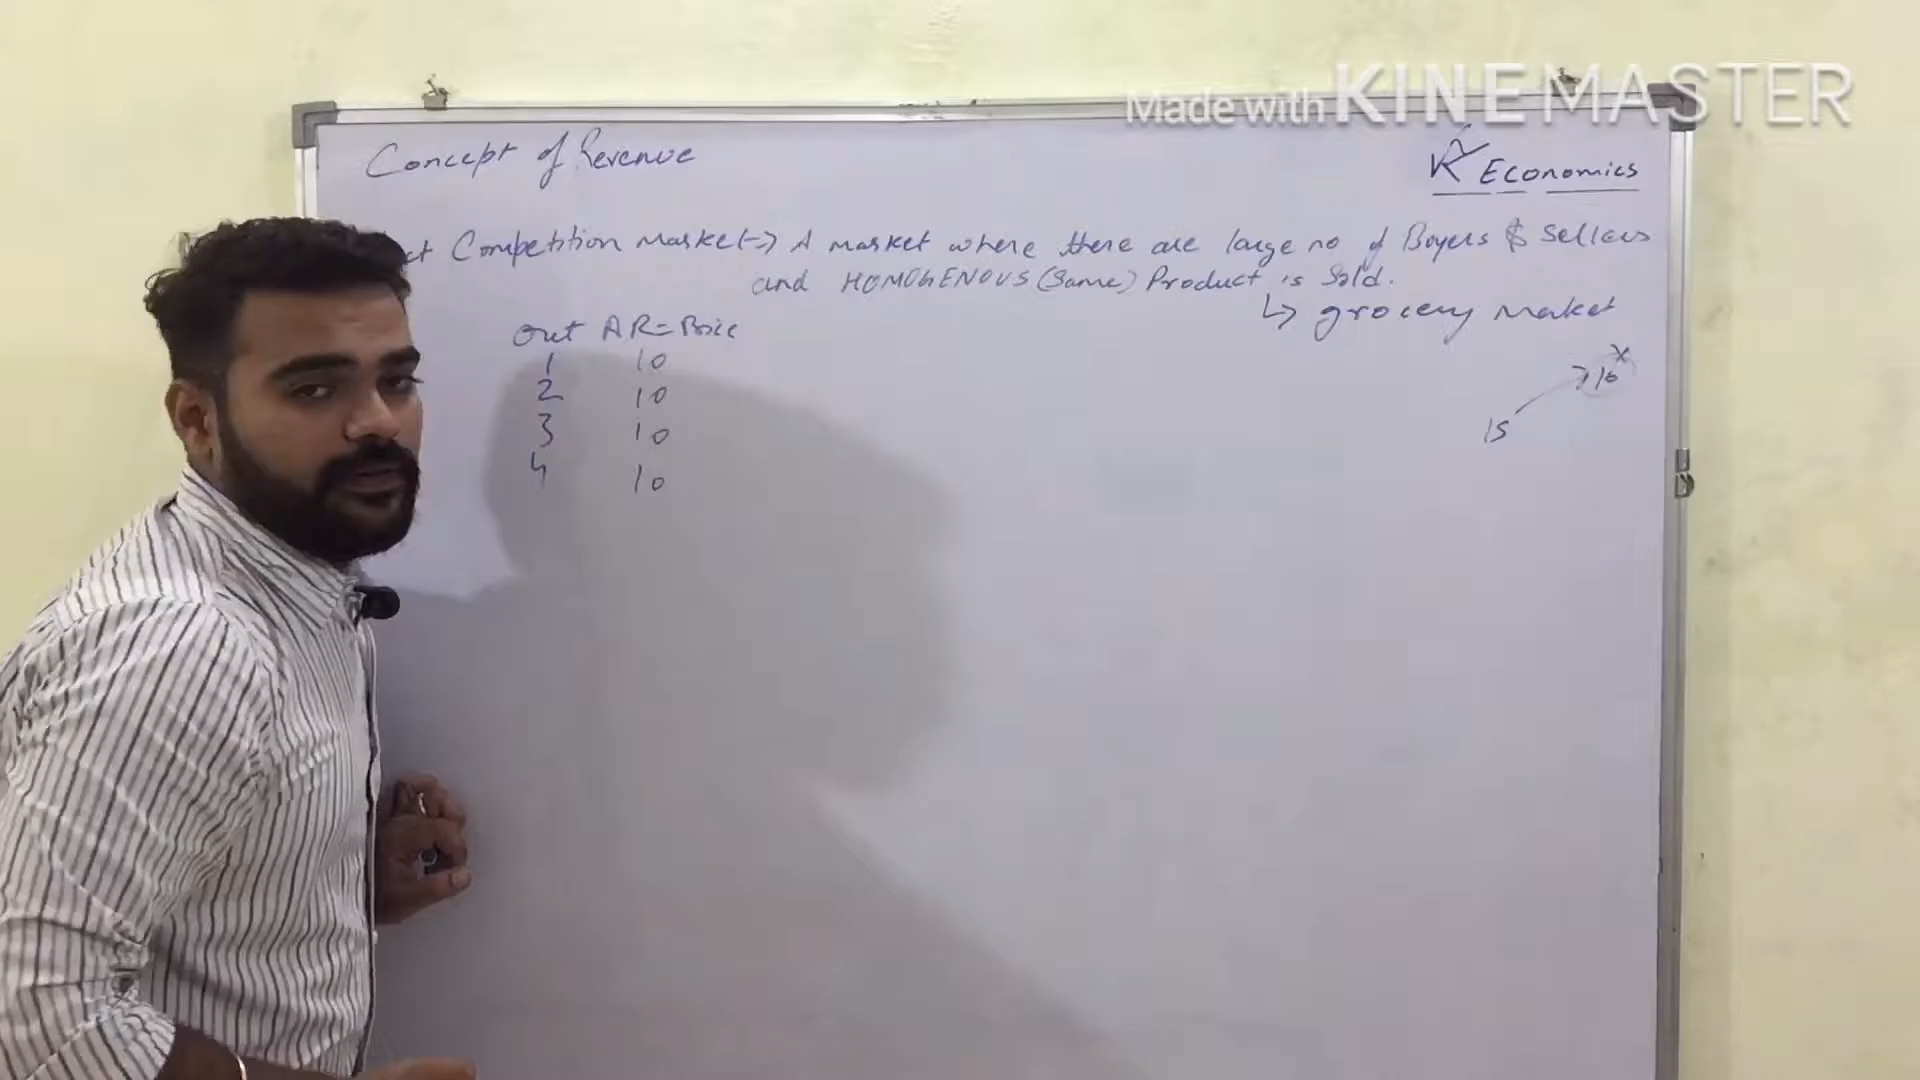 Made with KINEMASTER
Concept of Revenue
K Economics
ct Competition Market → A market where there are large no of Buyers & Sellers
and HOMOGENOUS (Same) Product is Sold.
↳ grocery Market
out AR = Price
1 10
2 10
3 10
4 10
15 → 10 x